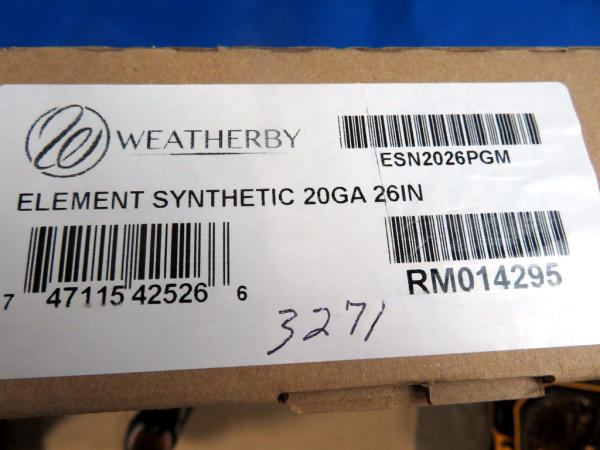 WEATHERBY
ESN2026PGM
ELEMENT SYNTHETIC 20GA 26IN
7 47115 42526 6
RM014295
3271